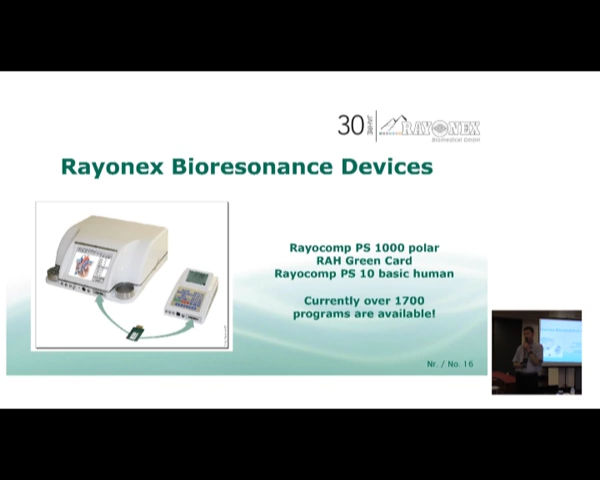 30
RAYONEX
Biomedical GmbH
Rayonex Bioresonance Devices
Rayocomp PS 1000 polar
RAH Green Card
Rayocomp PS 10 basic human
Currently over 1700
programs are available!
Nr. / No. 16